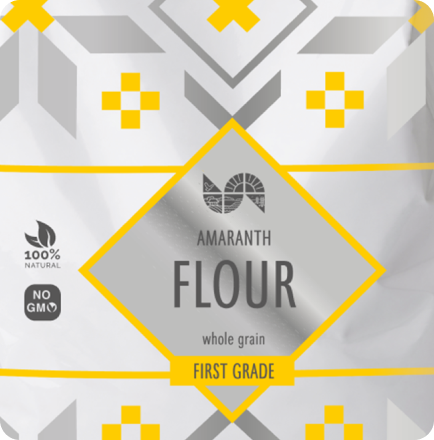 AMARANTH
FLOUR
whole grain
FIRST GRADE
100%
NATURAL
NO
GMO